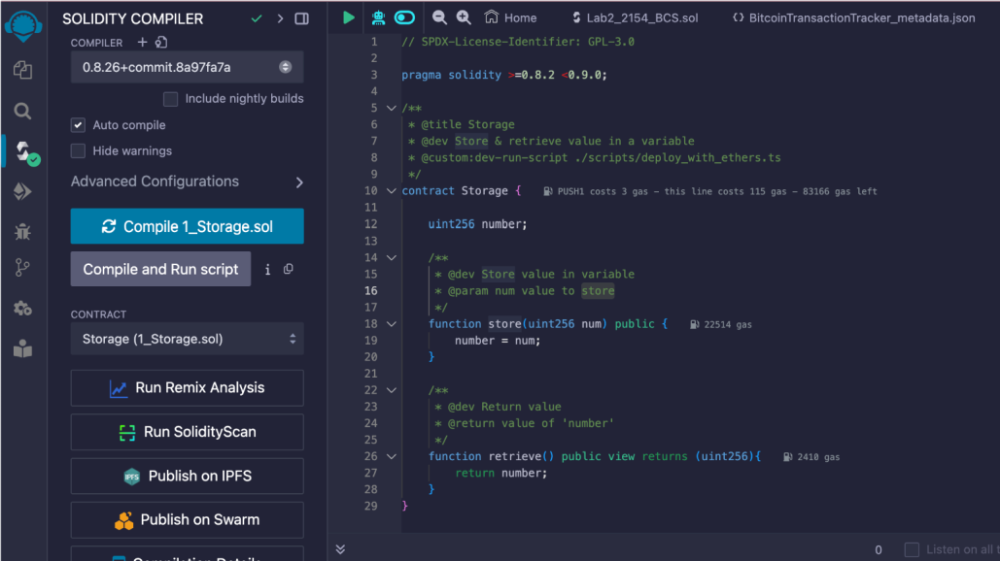 SOLIDITY COMPILER
COMPILER
0.8.26+commit.8a97fa7a
Include nightly builds
Auto compile
Hide warnings
Advanced Configurations
Compile 1_Storage.sol
Compile and Run script
i
CONTRACT
Storage (1_Storage.sol)
Run Remix Analysis
Run SolidityScan
IPFS Publish on IPFS
Publish on Swarm
Compilation Details
Home
Lab2_2154_BCS.sol
BitcoinTransactionTracker_metadata.json
1 // SPDX-License-Identifier: GPL-3.0
2
3 pragma solidity >=0.8.2 <0.9.0;
4
5 /**
6 * @title Storage
7 * @dev Store & retrieve value in a variable
8 * @custom:dev-run-script ./scripts/deploy_with_ethers.ts
9 */
10 contract Storage { PUSH1 costs 3 gas - this line costs 115 gas - 83166 gas left
11
12 uint256 number;
13
14 /**
15 * @dev Store value in variable
16 * @param num value to store
17 */
18 function store(uint256 num) public { 22514 gas
19 number = num;
20 }
21
22 /**
23 * @dev Return value
24 * @return value of 'number'
25 */
26 function retrieve() public view returns (uint256){ 2410 gas
27 return number;
28 }
29 }
0 Listen on all